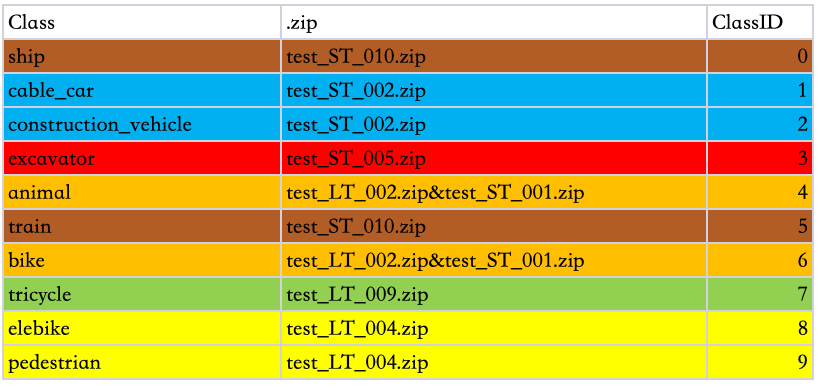 Class .zip ClassID
ship test_ST_010.zip 0
cable_car test_ST_002.zip 1
construction_vehicle test_ST_002.zip 2
excavator test_ST_005.zip 3
animal test_LT_002.zip&test_ST_001.zip 4
train test_ST_010.zip 5
bike test_LT_002.zip&test_ST_001.zip 6
tricycle test_LT_009.zip 7
elebike test_LT_004.zip 8
pedestrian test_LT_004.zip 9